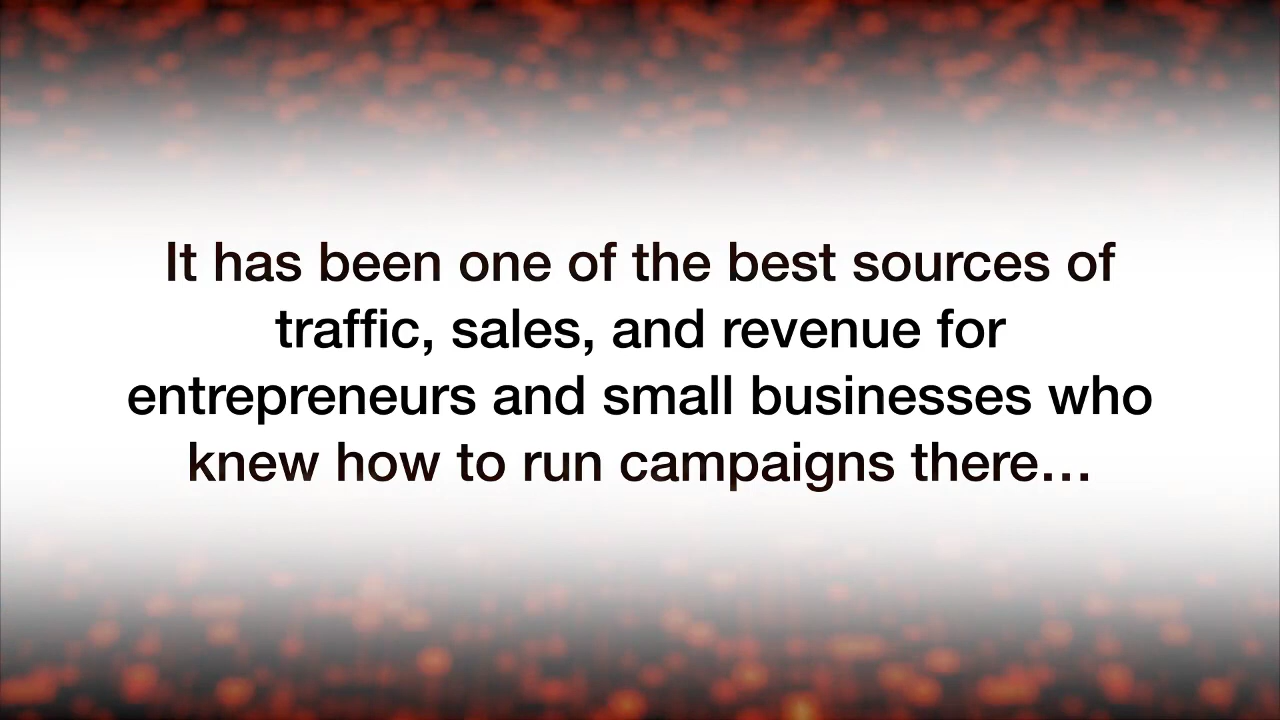 It has been one of the best sources of
traffic, sales, and revenue for
entrepreneurs and small businesses who
knew how to run campaigns there…